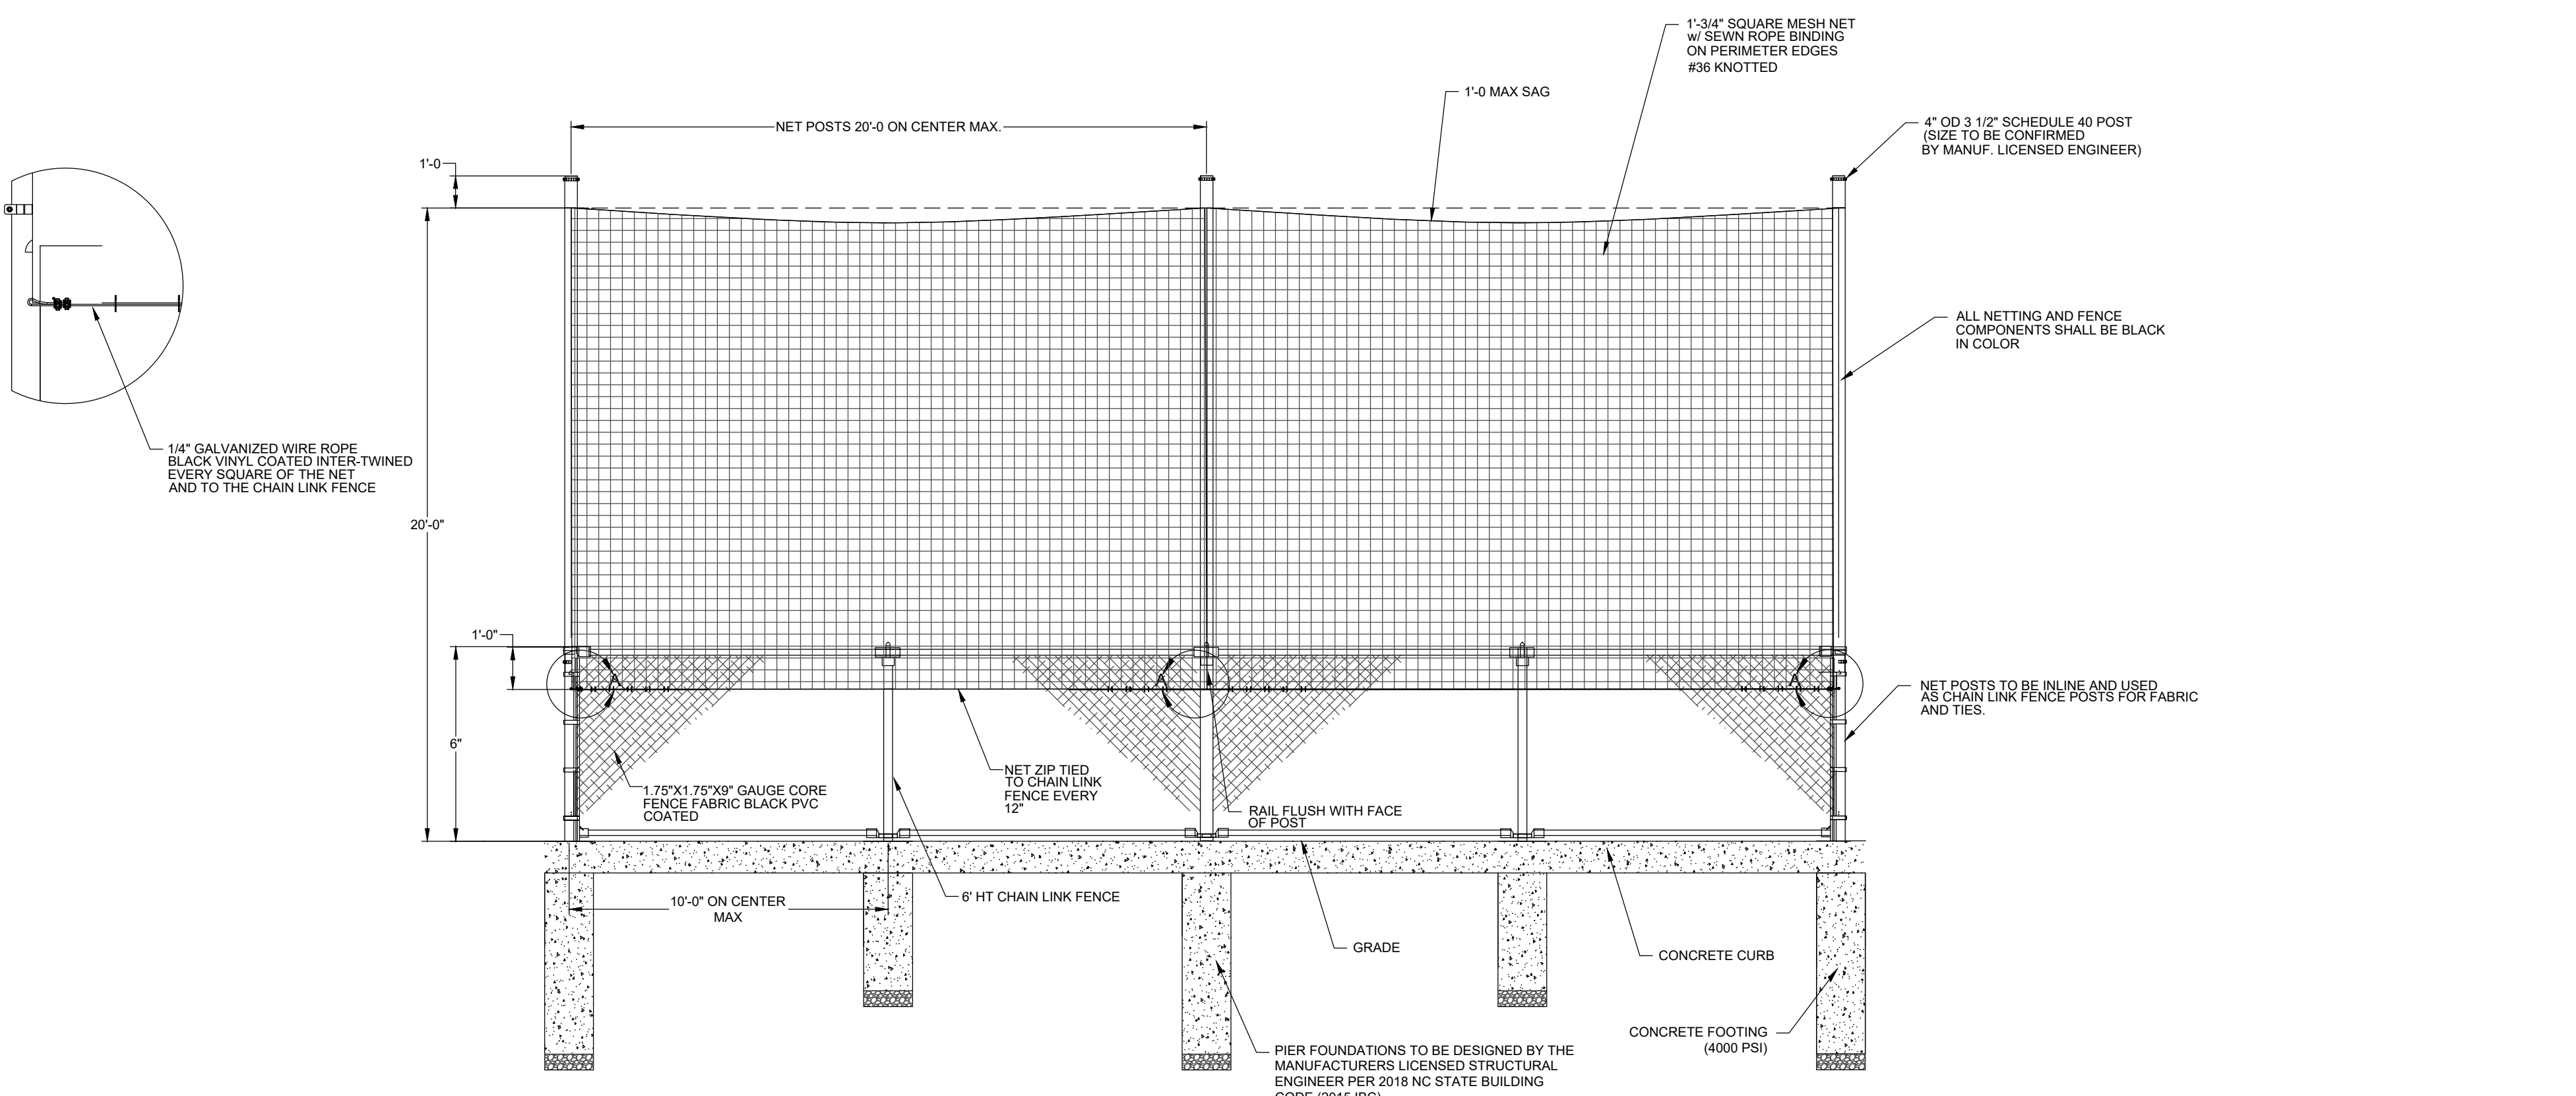 1'-3/4" SQUARE MESH NET
w/ SEWN ROPE BINDING
ON PERIMETER EDGES
#36 KNOTTED
1'-0 MAX SAG
NET POSTS 20'-0 ON CENTER MAX.
4" OD 3 1/2" SCHEDULE 40 POST
(SIZE TO BE CONFIRMED
BY MANUF. LICENSED ENGINEER)
1'-0
ALL NETTING AND FENCE
COMPONENTS SHALL BE BLACK
IN COLOR
1/4" GALVANIZED WIRE ROPE
BLACK VINYL COATED INTER-TWINED
EVERY SQUARE OF THE NET
AND TO THE CHAIN LINK FENCE
20'-0"
1'-0"
A
A
A
NET POSTS TO BE INLINE AND USED
AS CHAIN LINK FENCE POSTS FOR FABRIC
AND TIES.
6"
1.75"X1.75"X9" GAUGE CORE
FENCE FABRIC BLACK PVC
COATED
NET ZIP TIED
TO CHAIN LINK
FENCE EVERY
12"
RAIL FLUSH WITH FACE
OF POST
10'-0" ON CENTER
MAX
6' HT CHAIN LINK FENCE
GRADE
CONCRETE CURB
CONCRETE FOOTING
(4000 PSI)
PIER FOUNDATIONS TO BE DESIGNED BY THE
MANUFACTURERS LICENSED STRUCTURAL
ENGINEER PER 2018 NC STATE BUILDING
CODE (2015 IBC)